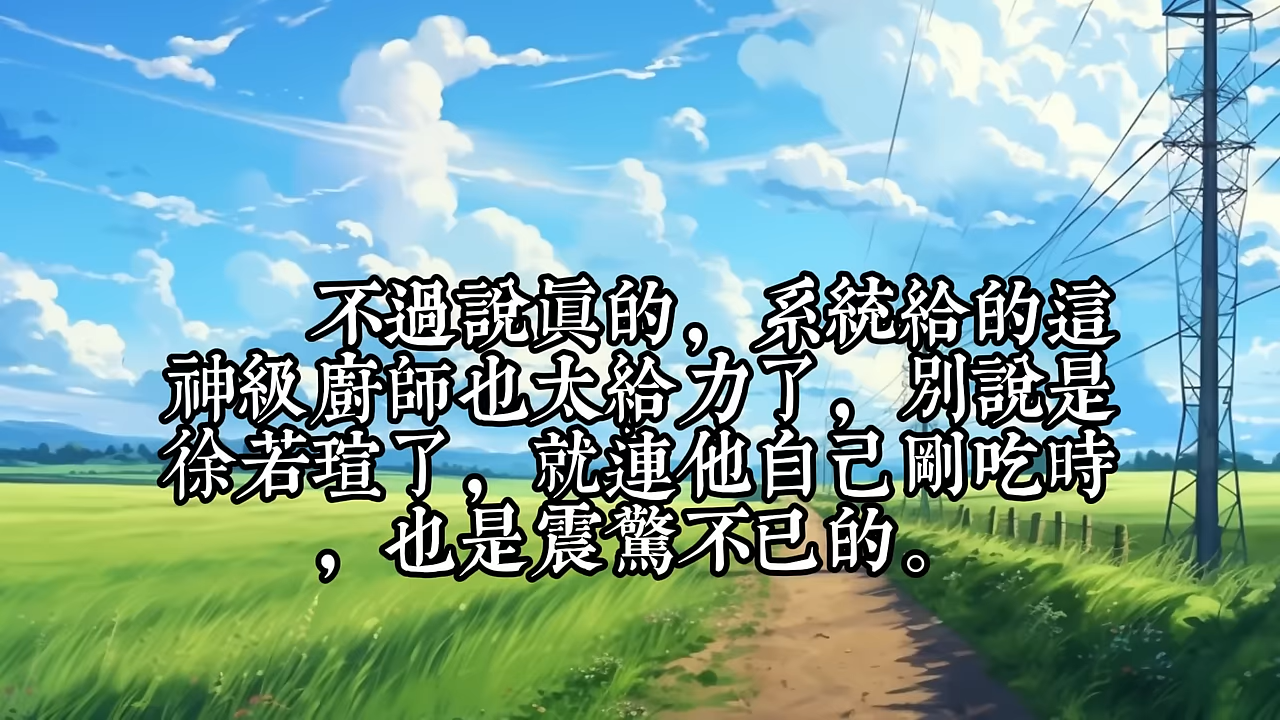 不過說眞的，系統給的這
神級廚師也太給力了，別說是
徐若瑄了，就連他自己剛吃時
，也是震驚不已的。